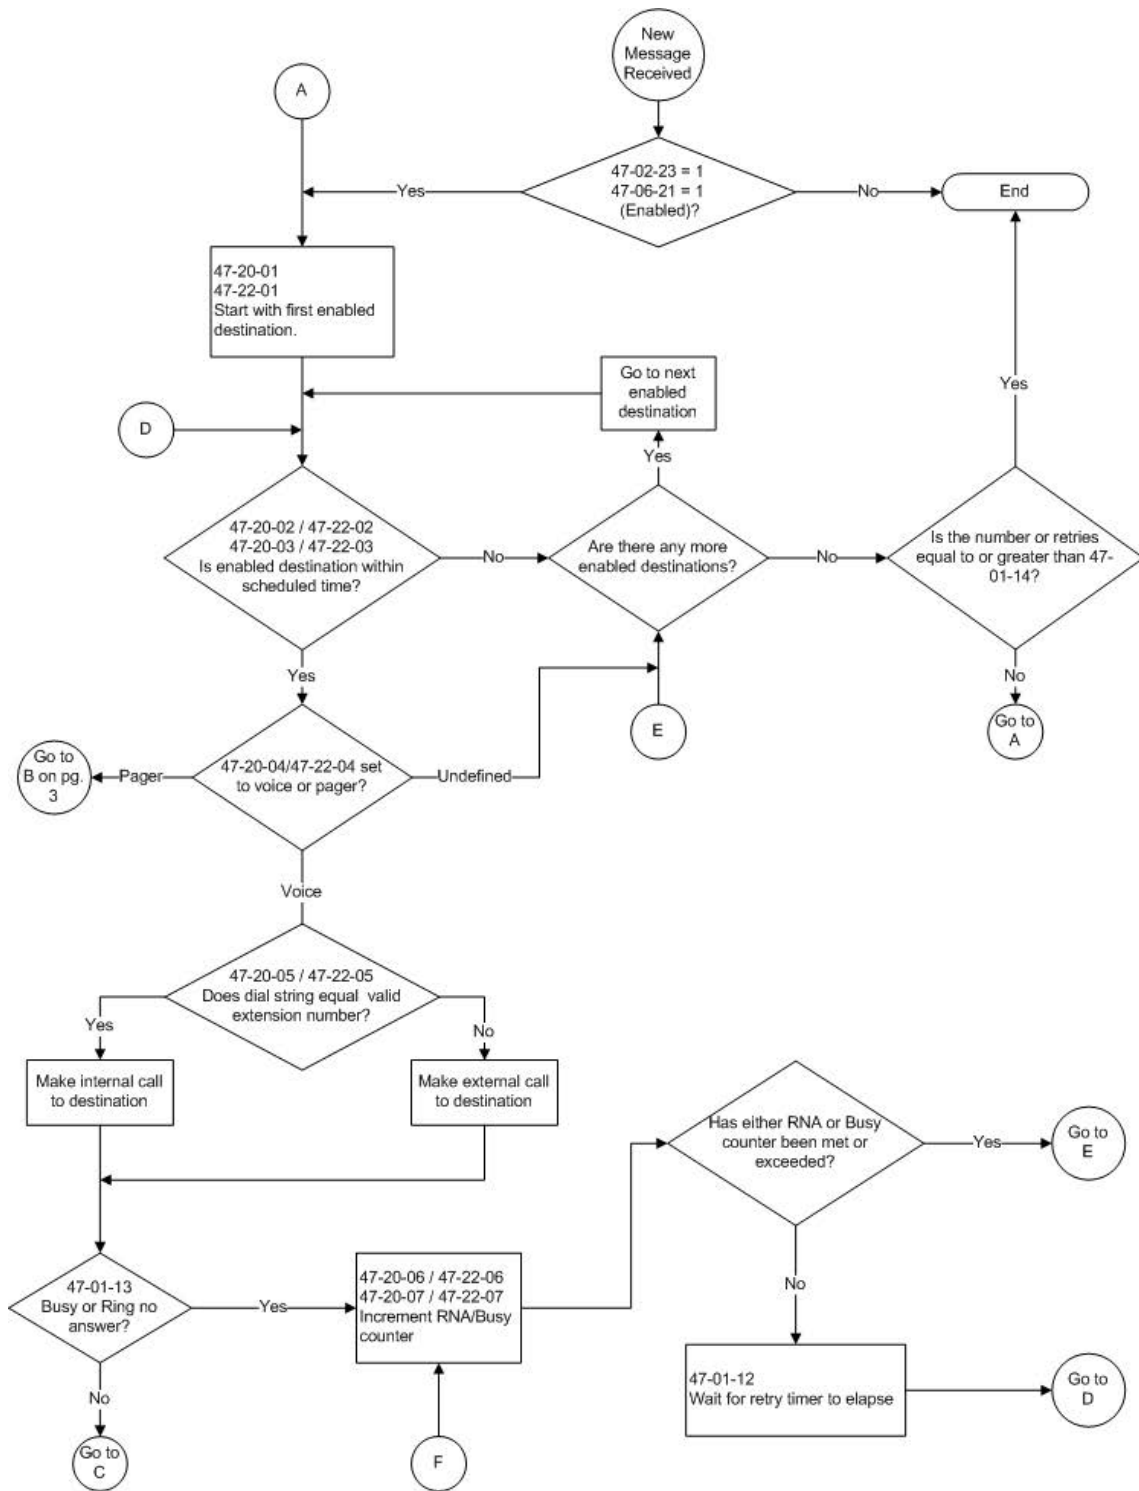 New
Message
Received
A
47-02-23 = 1
47-06-21 = 1
(Enabled)?
Yes
No
End
47-20-01
47-22-01
Start with first enabled
destination.
Go to next
enabled
destination
Yes
D
Yes
47-20-02 / 47-22-02
47-20-03 / 47-22-03
Is enabled destination within
scheduled time?
No
Are there any more
enabled destinations?
No
Is the number or retries
equal to or greater than 47-
01-14?
Yes
No
E
Go to
A
Go to
B on pg.
3
Pager
47-20-04/47-22-04 set
to voice or pager?
Undefined
Voice
47-20-05 / 47-22-05
Does dial string equal valid
extension number?
Yes
No
Make internal call
to destination
Make external call
to destination
Has either RNA or Busy
counter been met or
exceeded?
Yes
Go to
E
47-01-13
Busy or Ring no
answer?
Yes
47-20-06 / 47-22-06
47-20-07 / 47-22-07
Increment RNA/Busy
counter
No
47-01-12
Wait for retry timer to elapse
Go to
D
No
Go to
C
F